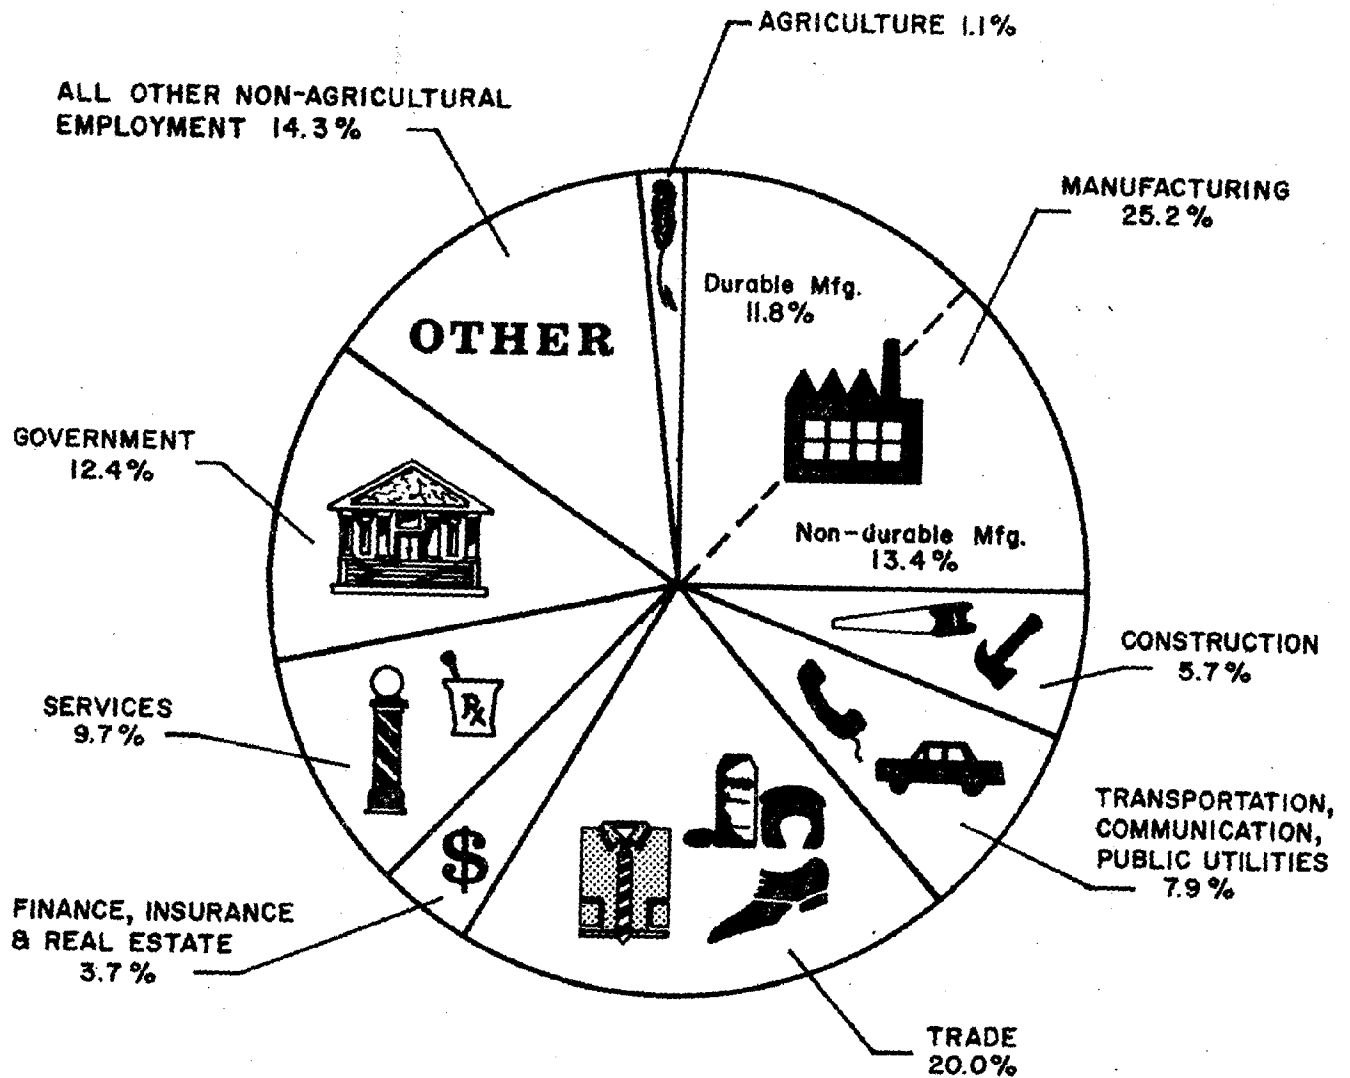 AGRICULTURE 1.1%
ALL OTHER NON-AGRICULTURAL
EMPLOYMENT 14.3%
MANUFACTURING
25.2%
Durable Mfg.
11.8%
OTHER
GOVERNMENT
12.4%
Non-durable Mfg.
13.4%
CONSTRUCTION
5.7%
SERVICES
9.7%
Rx
TRANSPORTATION,
COMMUNICATION,
PUBLIC UTILITIES
7.9%
$
FINANCE, INSURANCE
& REAL ESTATE
3.7%
TRADE
20.0%